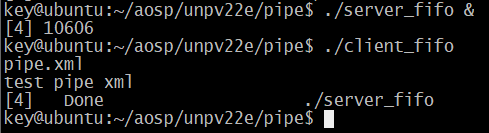 key@ubuntu:~/aosp/unpv22e/pipe$ ./server_fifo &
[4] 10606
key@ubuntu:~/aosp/unpv22e/pipe$ ./client_fifo
pipe.xml
test pipe xml
[4]   Done                    ./server_fifo
key@ubuntu:~/aosp/unpv22e/pipe$